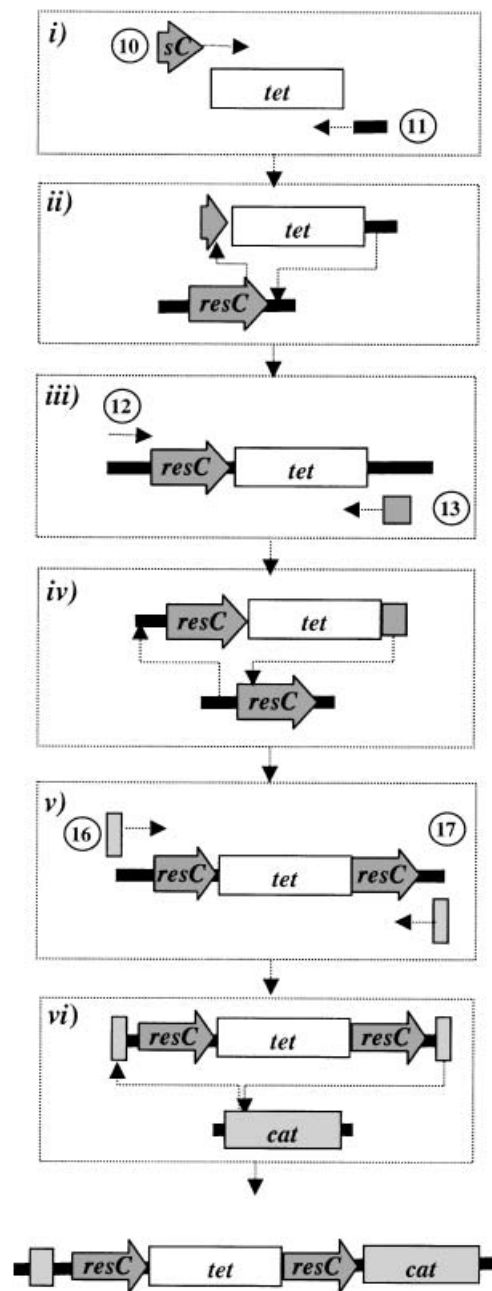 i)
10 sC
tet
11
ii)
tet
resC
iii)
12
resC tet
13
iv)
resC tet
resC
v)
16 17
resC tet resC
vi)
resC tet resC
cat
resC tet resC cat